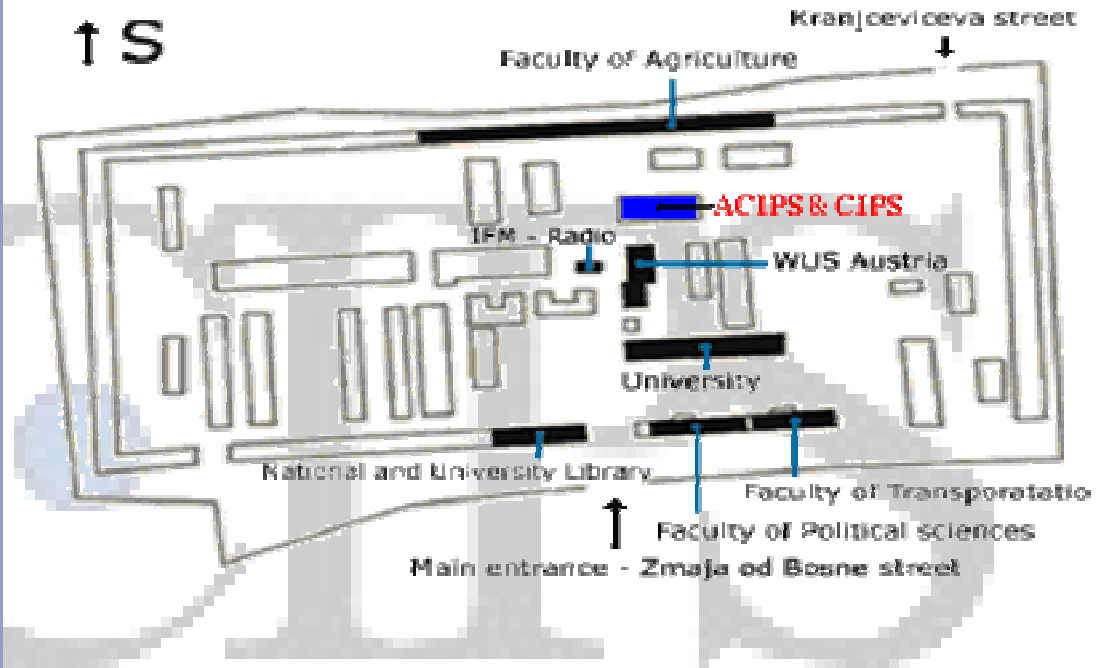 S
Kranjceviceva street
Faculty of Agriculture
ACIPS & CIPS
IFM - Radio
WUS Austria
University
National and University Library
Faculty of Transporatatio
Faculty of Political sciences
Main entrance - Zmaja od Bosne street